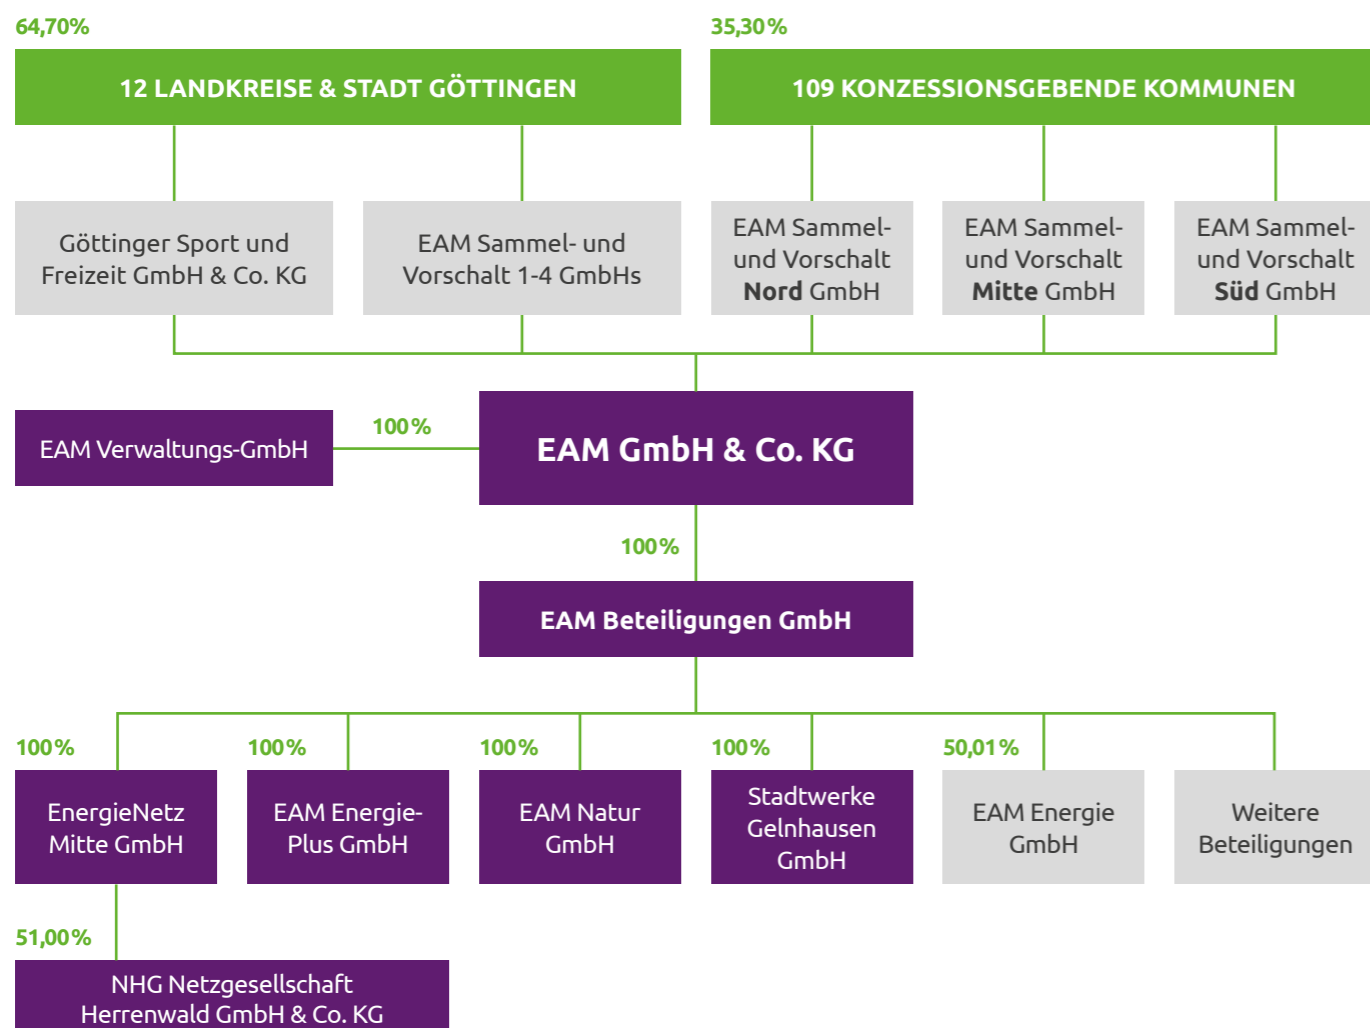 64,70%
35,30%
12 LANDKREISE & STADT GÖTTINGEN
109 KONZESSIONSGEBENDE KOMMUNEN
Göttinger Sport und
Freizeit GmbH & Co. KG
EAM Sammel- und
Vorschalt 1-4 GmbHs
EAM Sammel-
und Vorschalt
Nord GmbH
EAM Sammel-
und Vorschalt
Mitte GmbH
EAM Sammel-
und Vorschalt
Süd GmbH
EAM Verwaltungs-GmbH
100%
EAM GmbH & Co. KG
100%
EAM Beteiligungen GmbH
100%
EnergieNetz
Mitte GmbH
100%
EAM Energie-
Plus GmbH
100%
EAM Natur
GmbH
100%
Stadtwerke
Gelnhausen
GmbH
50,01%
EAM Energie
GmbH
Weitere
Beteiligungen
51,00%
NHG Netzgesellschaft
Herrenwald GmbH & Co. KG